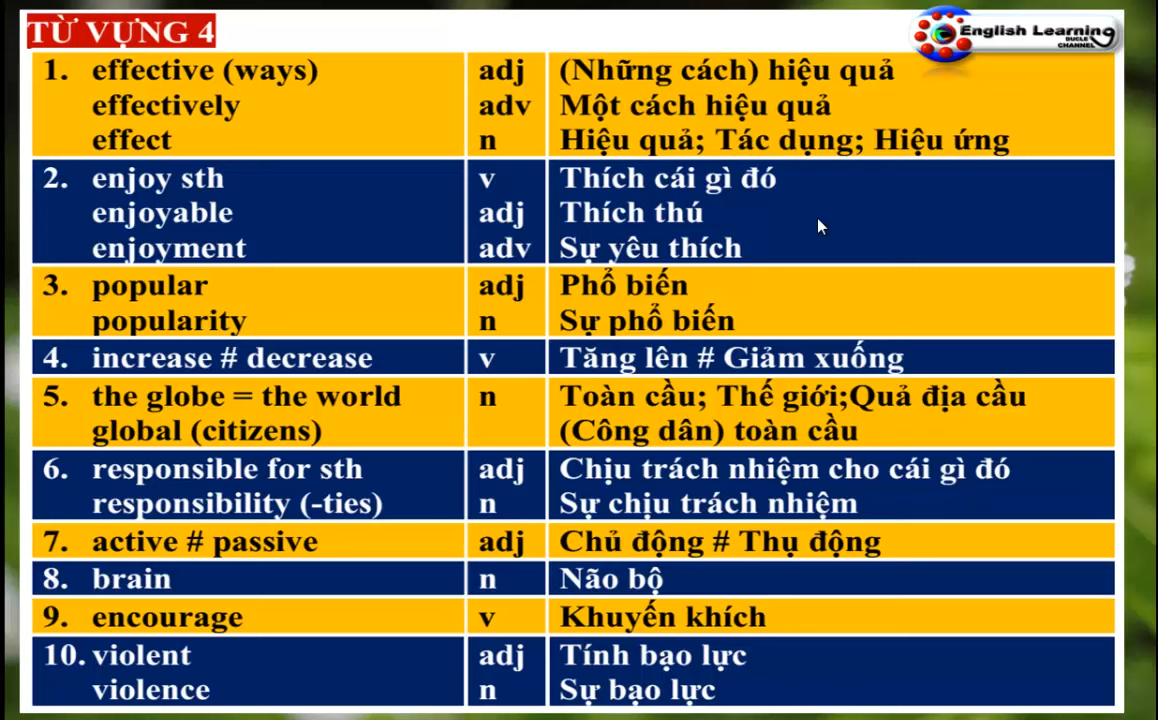 TỪ VỰNG 4
English Learning
DUCLE
CHANNEL
1. effective (ways) adj (Những cách) hiệu quả
effectively adv Một cách hiệu quả
effect n Hiệu quả; Tác dụng; Hiệu ứng
2. enjoy sth v Thích cái gì đó
enjoyable adj Thích thú
enjoyment adv Sự yêu thích
3. popular adj Phổ biến
popularity n Sự phổ biến
4. increase # decrease v Tăng lên # Giảm xuống
5. the globe = the world n Toàn cầu; Thế giới;Quả địa cầu
global (citizens) (Công dân) toàn cầu
6. responsible for sth adj Chịu trách nhiệm cho cái gì đó
responsibility (-ties) n Sự chịu trách nhiệm
7. active # passive adj Chủ động # Thụ động
8. brain n Não bộ
9. encourage v Khuyến khích
10. violent adj Tính bạo lực
violence n Sự bạo lực